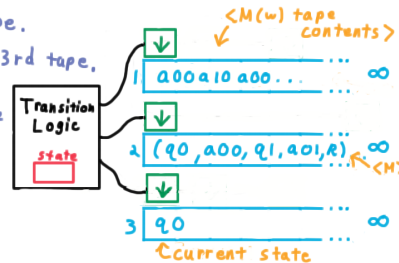 pe.
<M(w) tape
contents>
3rd tape.
1 a00a10a00... ... ∞
Transition
Logic
state
2 (q0, a00, q1, a01, R) ... ∞
<M
3 q0 ... ∞
current state